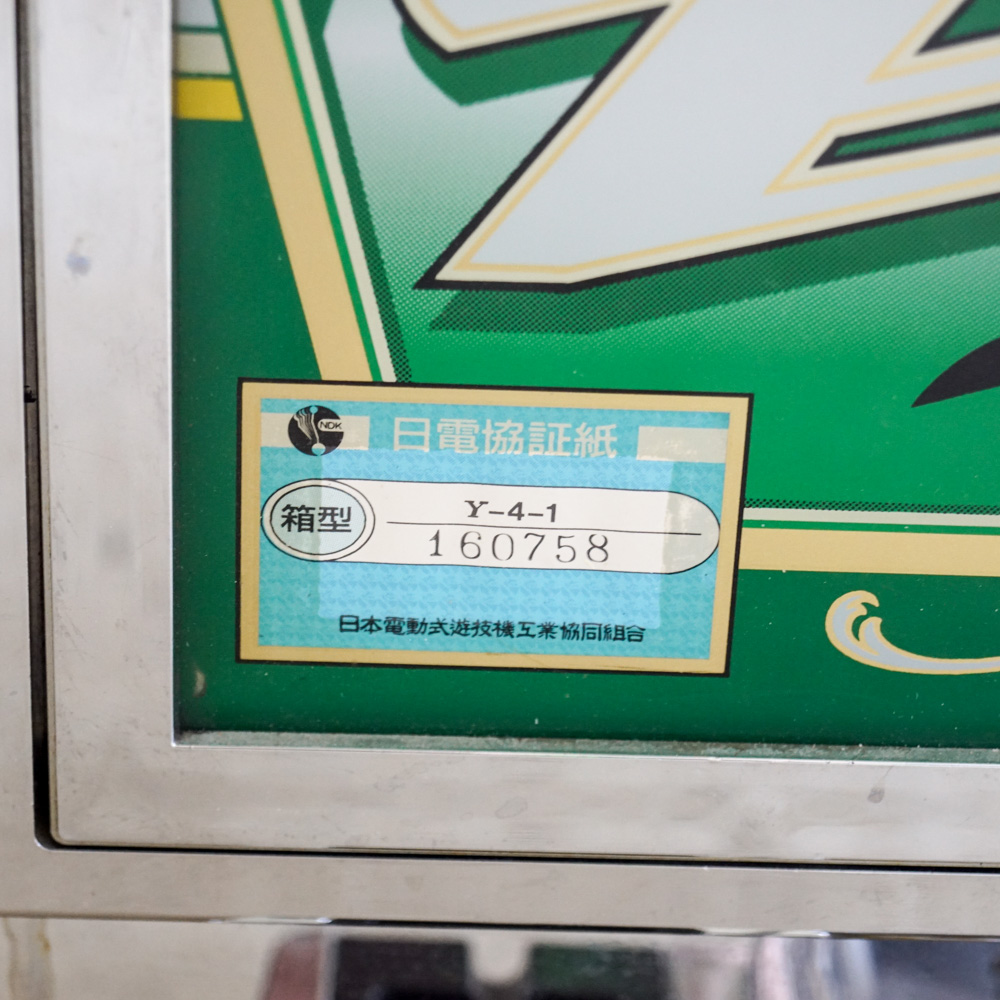 NDK 日電協証紙
箱型
Y-4-1
160758
日本電動式遊技機工業協同組合